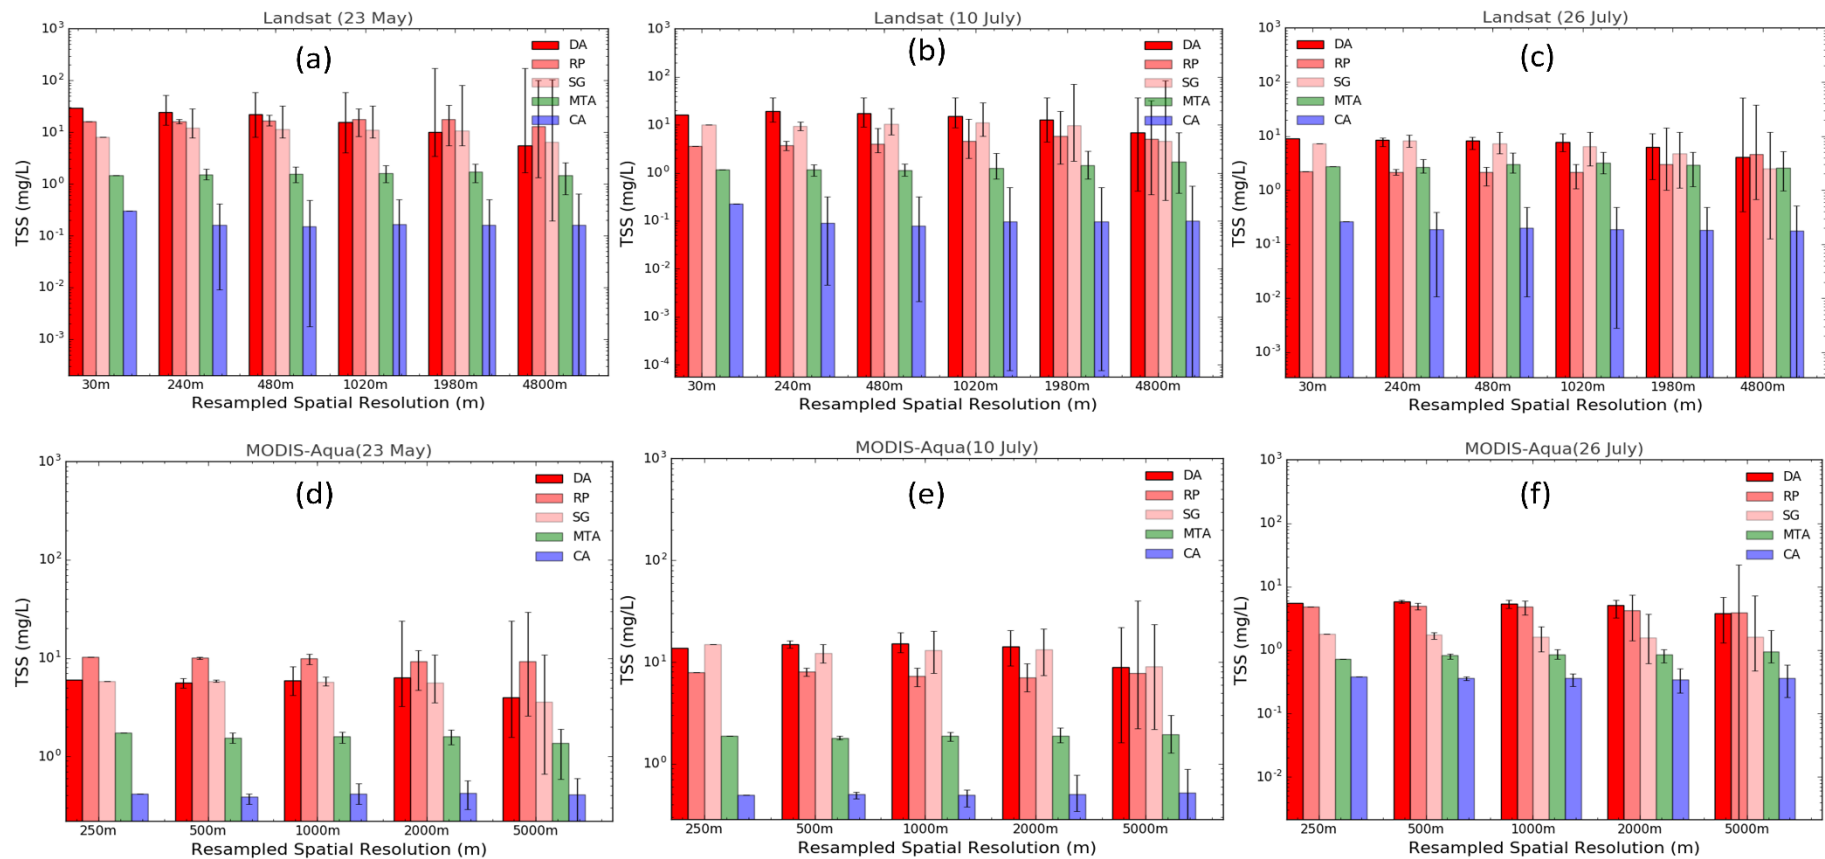 Landsat (23 May)
(a)
DA
RP
SG
MTA
CA
10³
10²
10¹
10⁰
10⁻¹
10⁻²
10⁻³
TSS (mg/L)
30m 240m 480m 1020m 1980m 4800m
Resampled Spatial Resolution (m)
Landsat (10 July)
(b)
DA
RP
SG
MTA
CA
10³
10²
10¹
10⁰
10⁻¹
10⁻²
10⁻³
10⁻⁴
TSS (mg/L)
30m 240m 480m 1020m 1980m 4800m
Resampled Spatial Resolution (m)
Landsat (26 July)
(c)
DA
RP
SG
MTA
CA
10³
10²
10¹
10⁰
10⁻¹
10⁻²
10⁻³
TSS (mg/L)
30m 240m 480m 1020m 1980m 4800m
Resampled Spatial Resolution (m)
MODIS-Aqua(23 May)
(d)
DA
RP
SG
MTA
CA
10³
10²
10¹
10⁰
TSS (mg/L)
250m 500m 1000m 2000m 5000m
Resampled Spatial Resolution (m)
MODIS-Aqua(10 July)
(e)
DA
RP
SG
MTA
CA
10³
10²
10¹
10⁰
TSS (mg/L)
250m 500m 1000m 2000m 5000m
Resampled Spatial Resolution (m)
MODIS-Aqua(26 July)
(f)
DA
RP
SG
MTA
CA
10³
10²
10¹
10⁰
10⁻¹
10⁻²
TSS (mg/L)
250m 500m 1000m 2000m 5000m
Resampled Spatial Resolution (m)